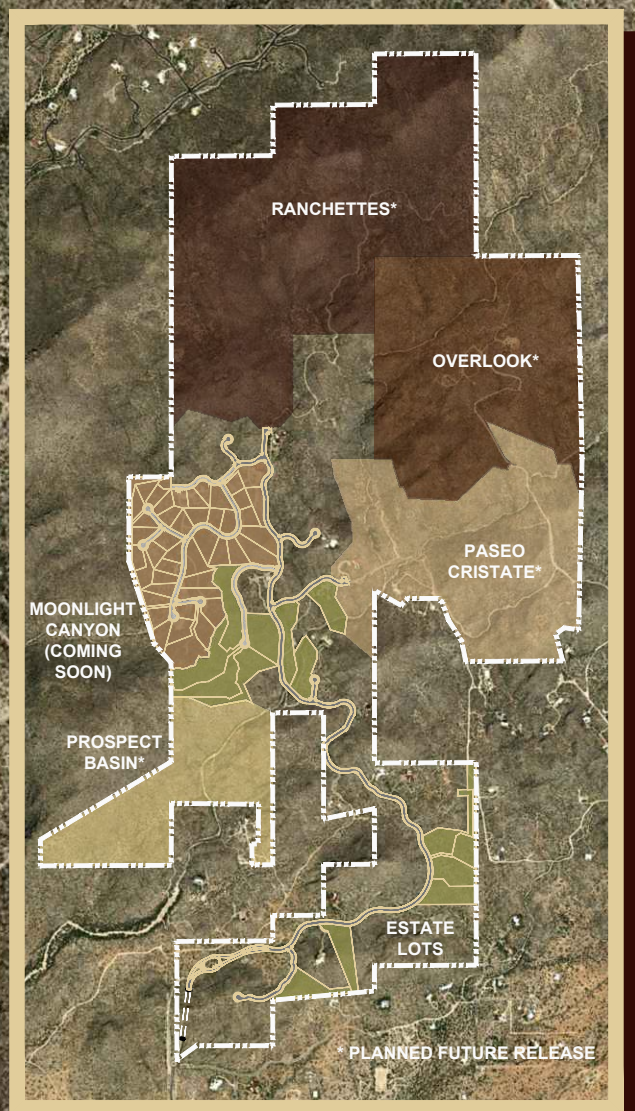 RANCHETTES*
OVERLOOK*
PASEO
CRISTATE*
MOONLIGHT
CANYON
(COMING
SOON)
PROSPECT
BASIN*
ESTATE
LOTS
* PLANNED FUTURE RELEASE